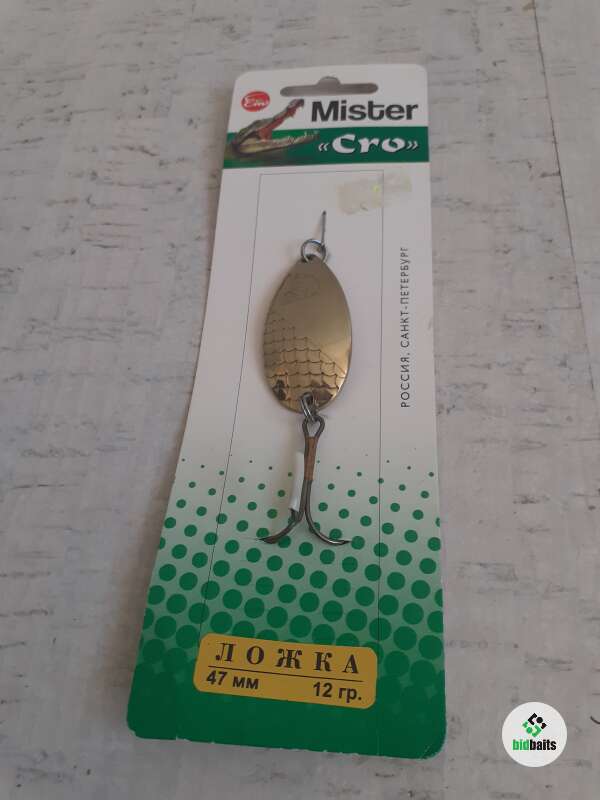 Mister
«Cro»
РОССИЯ, САНКТ-ПЕТЕРБУРГ
ЛОЖКА
47 мм 12 гр.
bidbaits